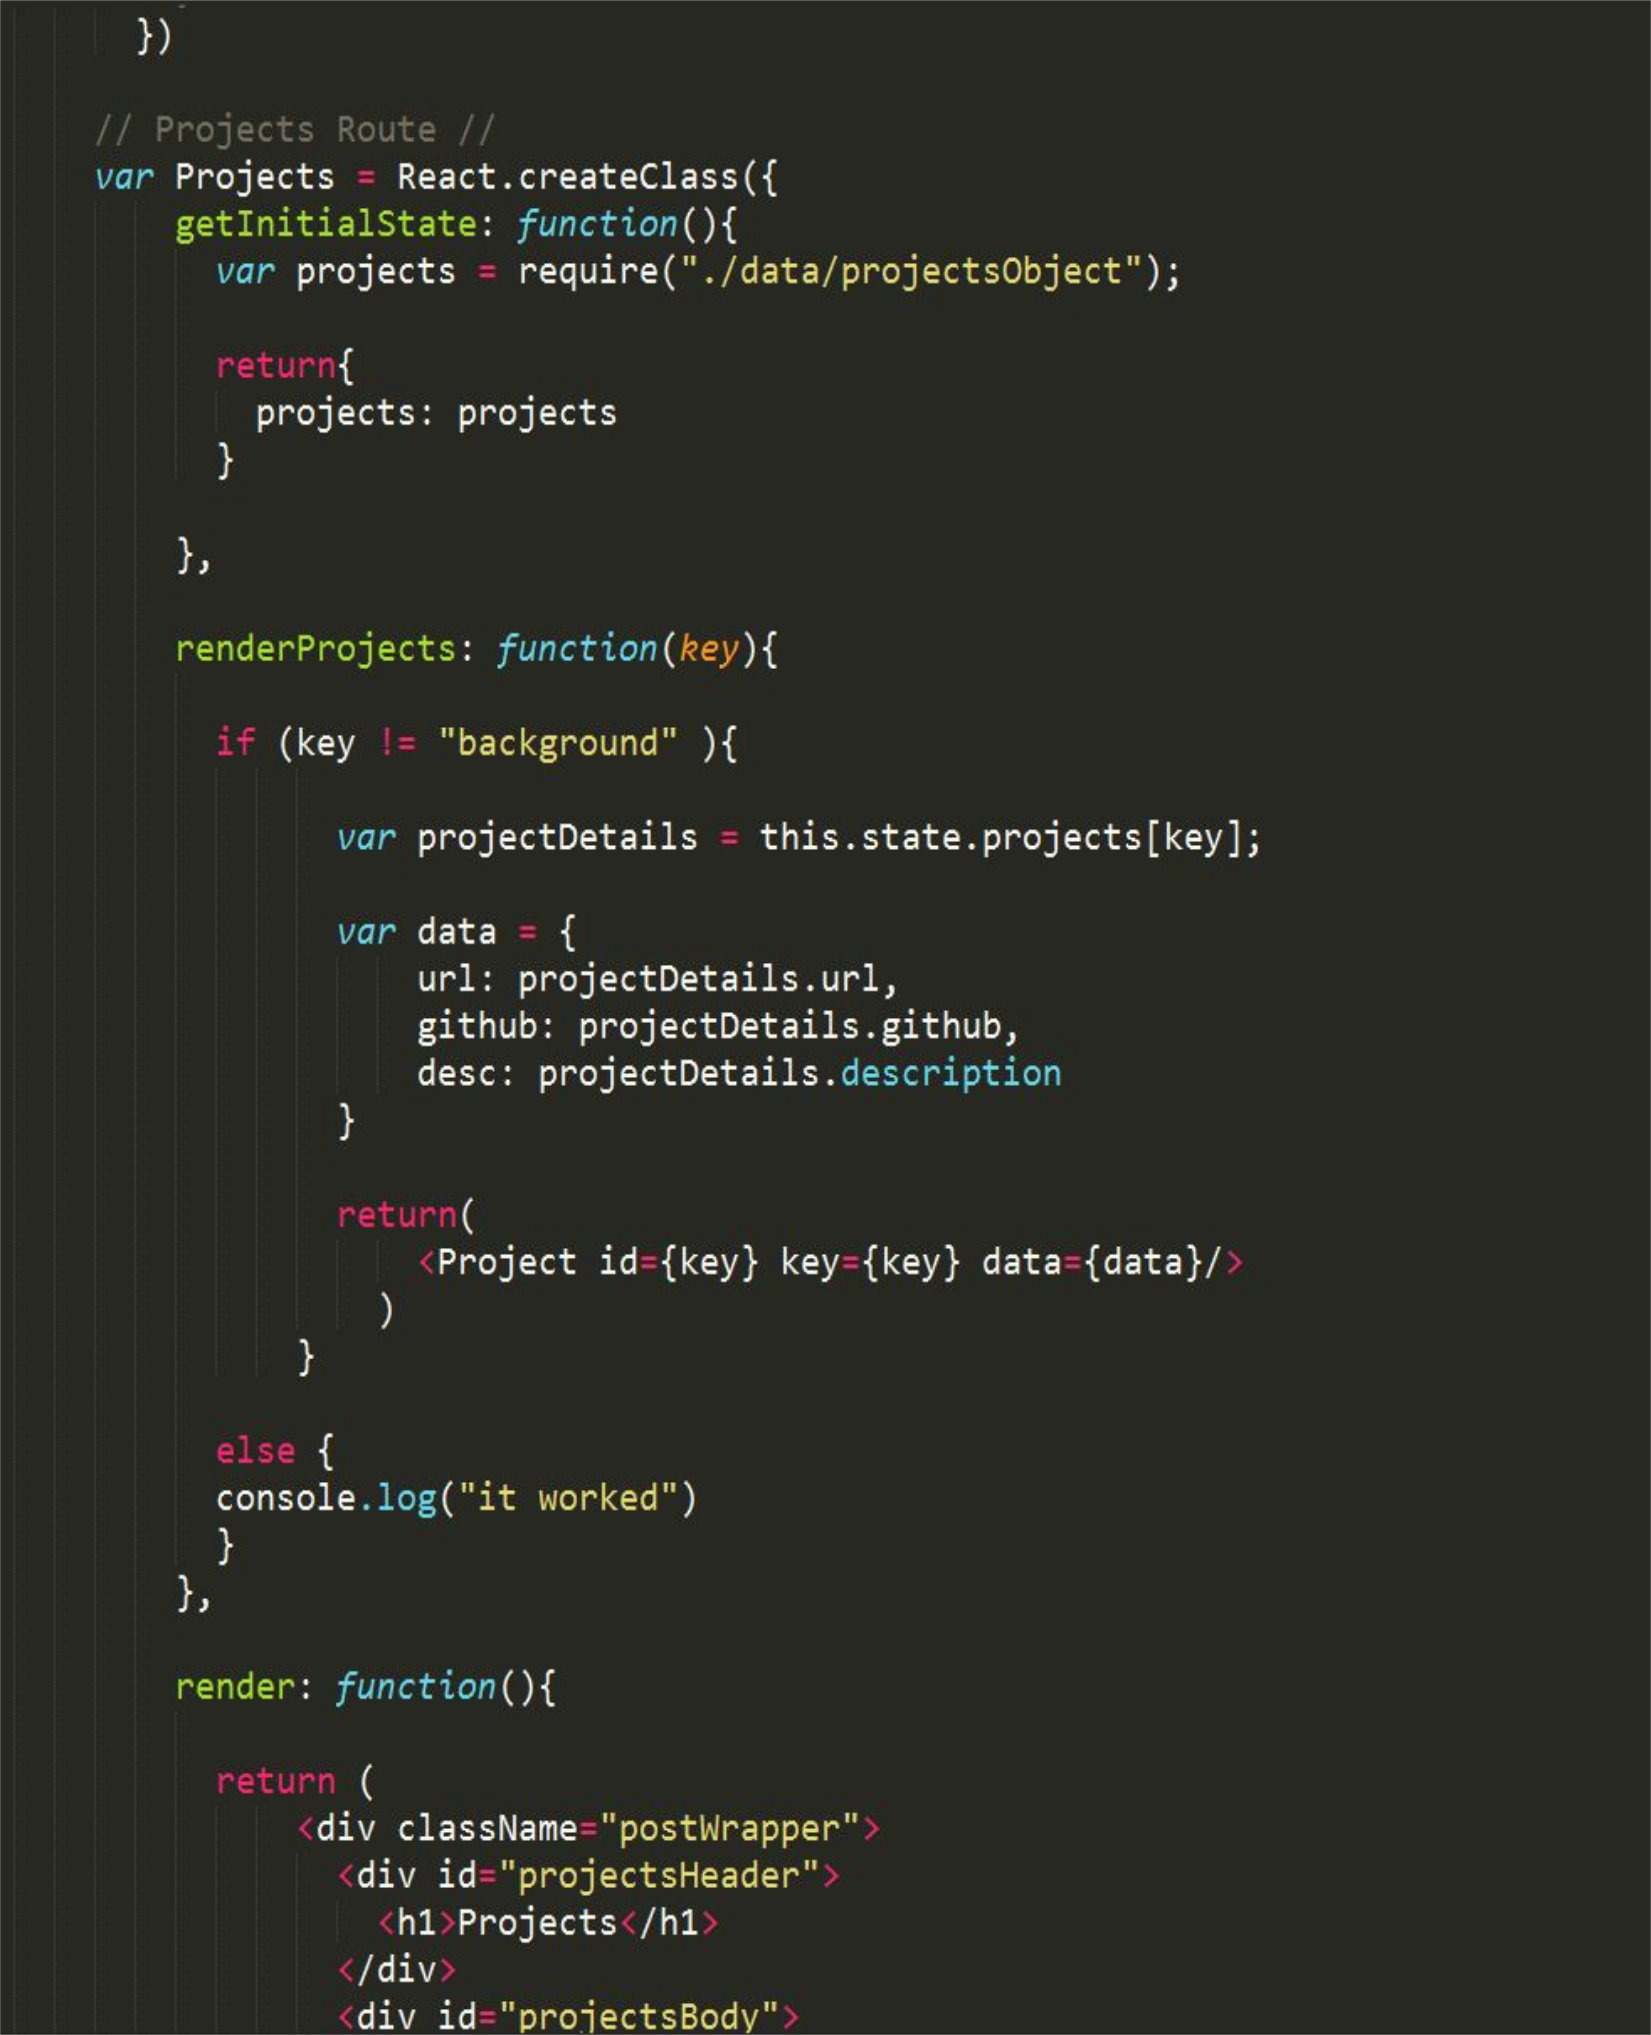 })
// Projects Route //
var Projects = React.createClass({
getInitialState: function(){
var projects = require("./data/projectsObject");
return{
projects: projects
}
},
renderProjects: function(key){
if (key != "background" ){
var projectDetails = this.state.projects[key];
var data = {
url: projectDetails.url,
github: projectDetails.github,
desc: projectDetails.description
}
return(
<Project id={key} key={key} data={data}/>
)
}
else {
console.log("it worked")
}
},
render: function(){
return (
<div className="postWrapper">
<div id="projectsHeader">
<h1>Projects</h1>
</div>
<div id="projectsBody">